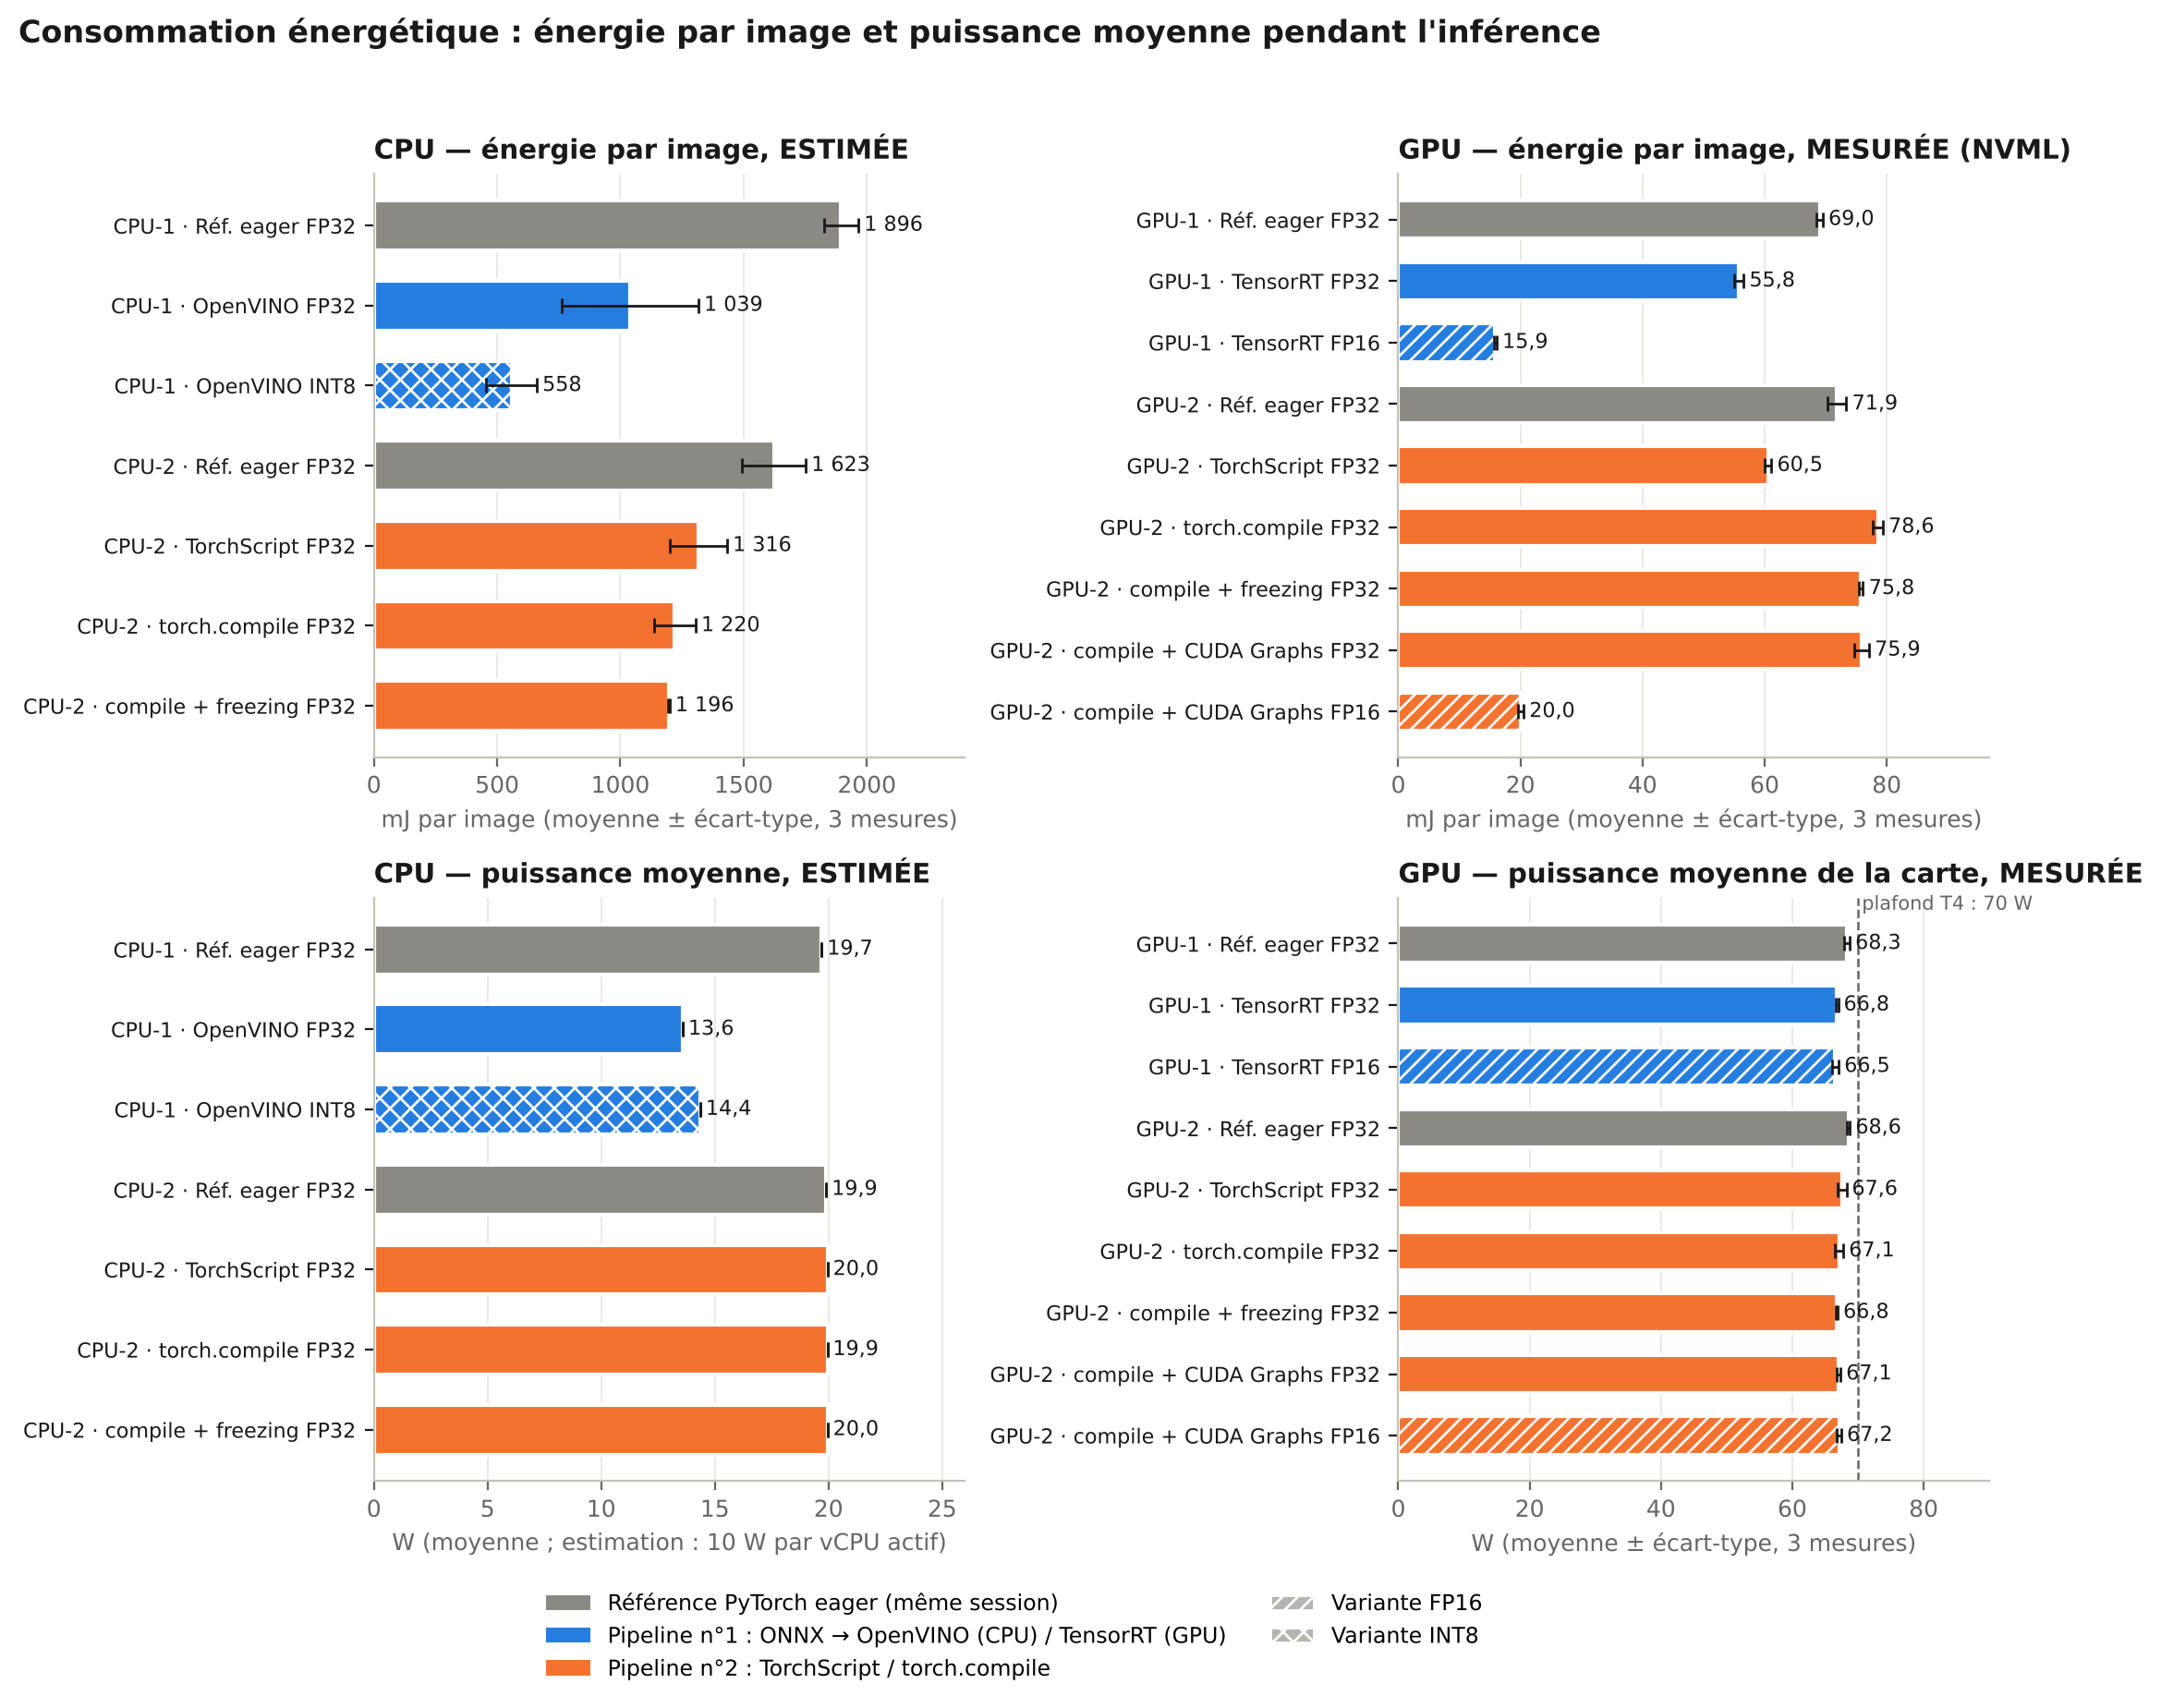 Consommation énergétique : énergie par image et puissance moyenne pendant l'inférence
CPU — énergie par image, ESTIMÉE
CPU-1 · Réf. eager FP32
1 896
CPU-1 · OpenVINO FP32
1 039
CPU-1 · OpenVINO INT8
558
CPU-2 · Réf. eager FP32
1 623
CPU-2 · TorchScript FP32
1 316
CPU-2 · torch.compile FP32
1 220
CPU-2 · compile + freezing FP32
1 196
0 500 1000 1500 2000
mJ par image (moyenne ± écart-type, 3 mesures)
GPU — énergie par image, MESURÉE (NVML)
GPU-1 · Réf. eager FP32
69,0
GPU-1 · TensorRT FP32
55,8
GPU-1 · TensorRT FP16
15,9
GPU-2 · Réf. eager FP32
71,9
GPU-2 · TorchScript FP32
60,5
GPU-2 · torch.compile FP32
78,6
GPU-2 · compile + freezing FP32
75,8
GPU-2 · compile + CUDA Graphs FP32
75,9
GPU-2 · compile + CUDA Graphs FP16
20,0
0 20 40 60 80
mJ par image (moyenne ± écart-type, 3 mesures)
CPU — puissance moyenne, ESTIMÉE
CPU-1 · Réf. eager FP32
19,7
CPU-1 · OpenVINO FP32
13,6
CPU-1 · OpenVINO INT8
14,4
CPU-2 · Réf. eager FP32
19,9
CPU-2 · TorchScript FP32
20,0
CPU-2 · torch.compile FP32
19,9
CPU-2 · compile + freezing FP32
20,0
0 5 10 15 20 25
W (moyenne ; estimation : 10 W par vCPU actif)
GPU — puissance moyenne de la carte, MESURÉE
plafond T4 : 70 W
GPU-1 · Réf. eager FP32
68,3
GPU-1 · TensorRT FP32
66,8
GPU-1 · TensorRT FP16
66,5
GPU-2 · Réf. eager FP32
68,6
GPU-2 · TorchScript FP32
67,6
GPU-2 · torch.compile FP32
67,1
GPU-2 · compile + freezing FP32
66,8
GPU-2 · compile + CUDA Graphs FP32
67,1
GPU-2 · compile + CUDA Graphs FP16
67,2
0 20 40 60 80
W (moyenne ± écart-type, 3 mesures)
Référence PyTorch eager (même session)
Pipeline n°1 : ONNX → OpenVINO (CPU) / TensorRT (GPU)
Pipeline n°2 : TorchScript / torch.compile
Variante FP16
Variante INT8